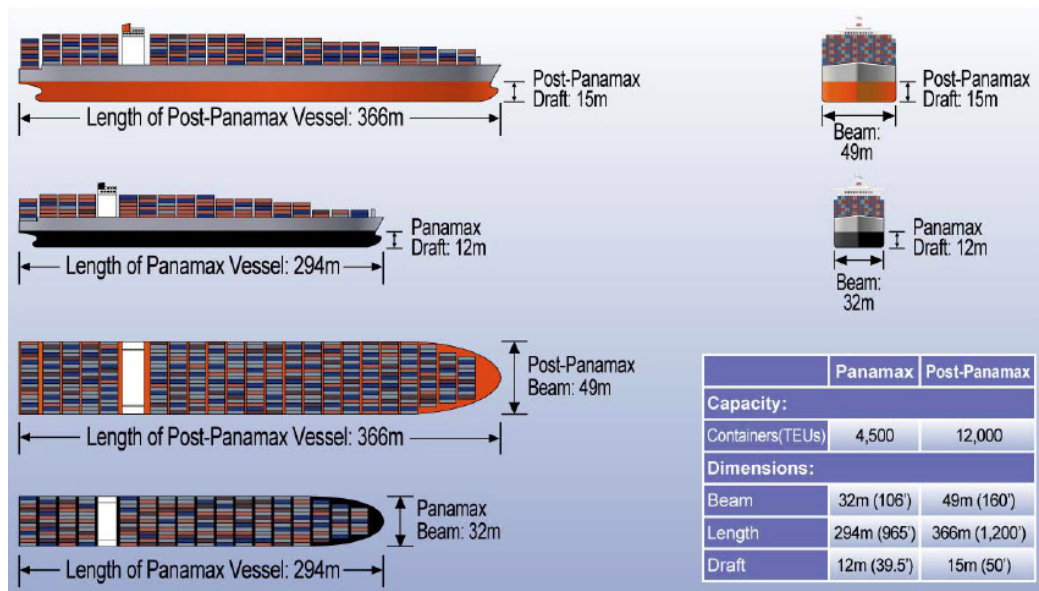 Post-Panamax
Draft: 15m
Length of Post-Panamax Vessel: 366m
Post-Panamax
Draft: 15m
Beam:
49m
Panamax
Draft: 12m
Length of Panamax Vessel: 294m
Panamax
Draft: 12m
Beam:
32m
Post-Panamax
Beam: 49m
Length of Post-Panamax Vessel: 366m
Panamax
Beam: 32m
Length of Panamax Vessel: 294m
Panamax Post-Panamax
Capacity:
Containers(TEUs) 4,500 12,000
Dimensions:
Beam 32m (106') 49m (160')
Length 294m (965') 366m (1,200')
Draft 12m (39.5') 15m (50')